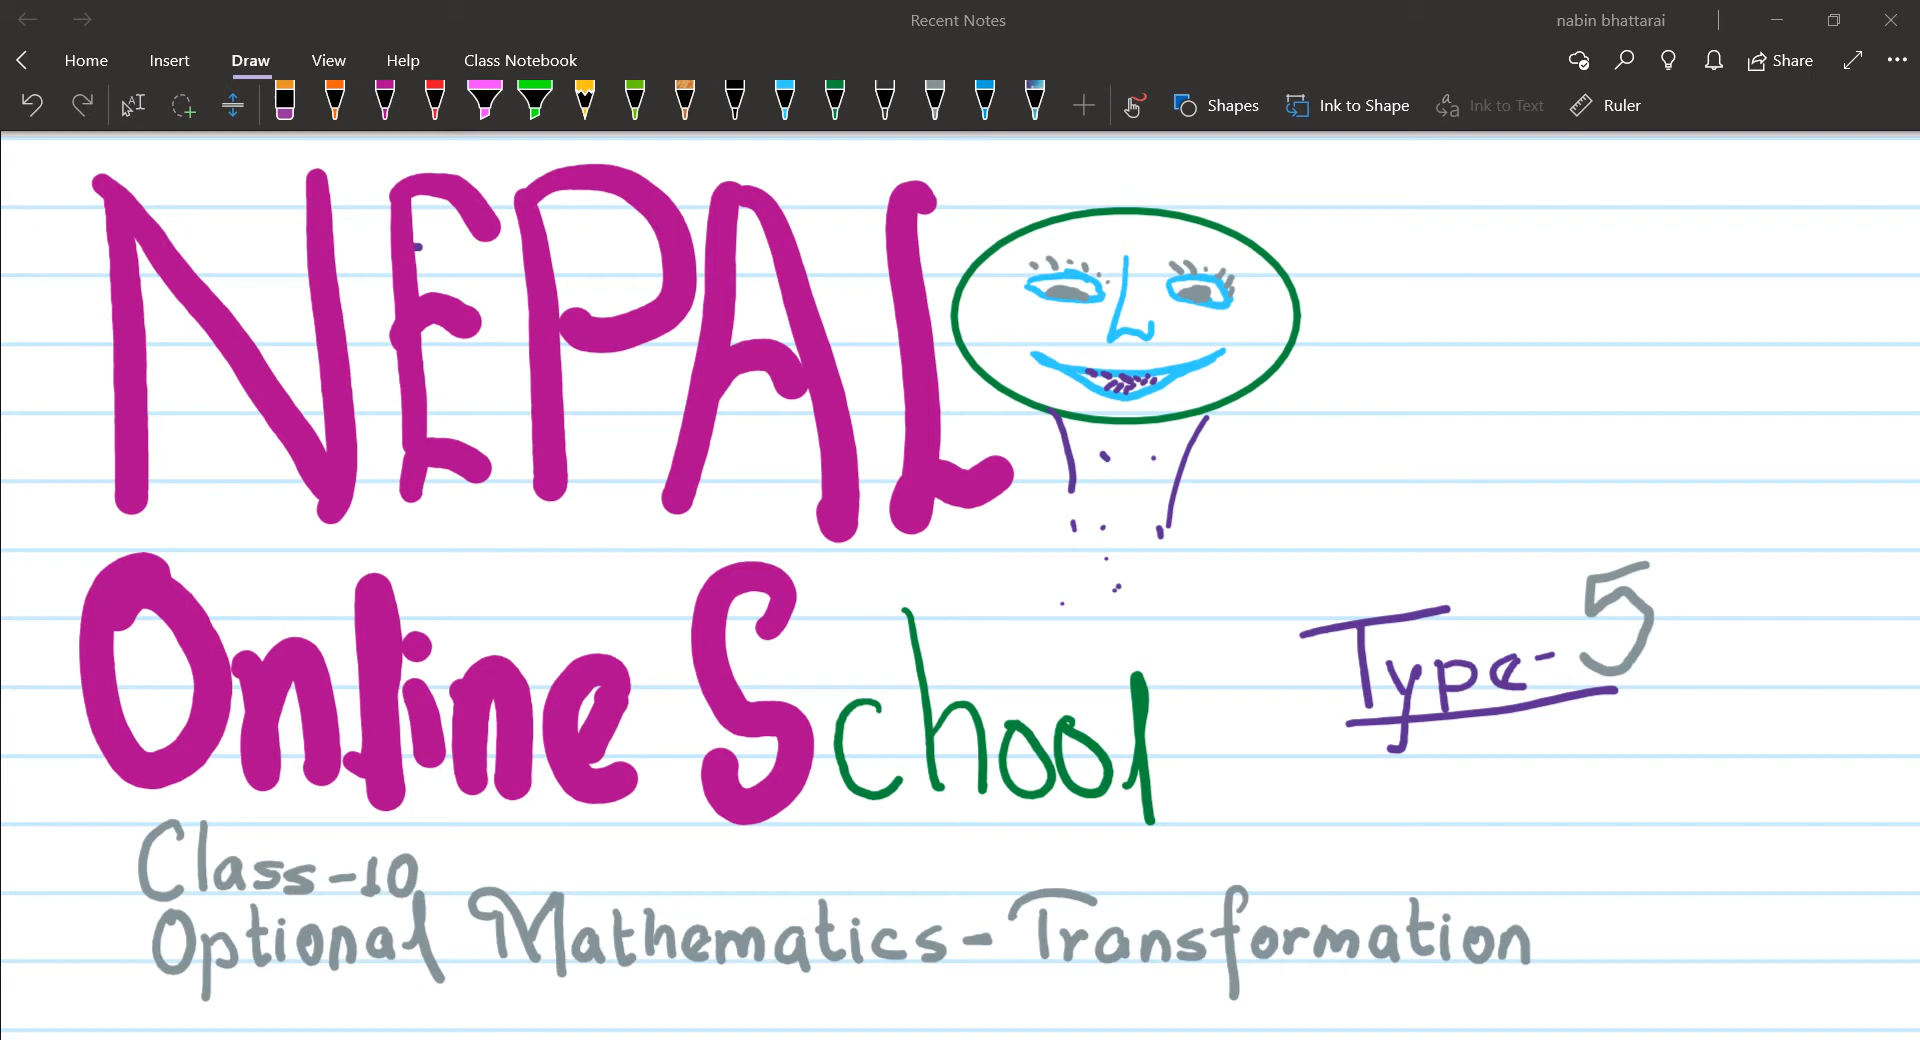 Recent Notes
nabin bhattarai
Home Insert Draw View Help Class Notebook
Share
Shapes Ink to Shape Ink to Text Ruler
NEPAL
Online School
Type-5
Class-10
Optional Mathematics-Transformation